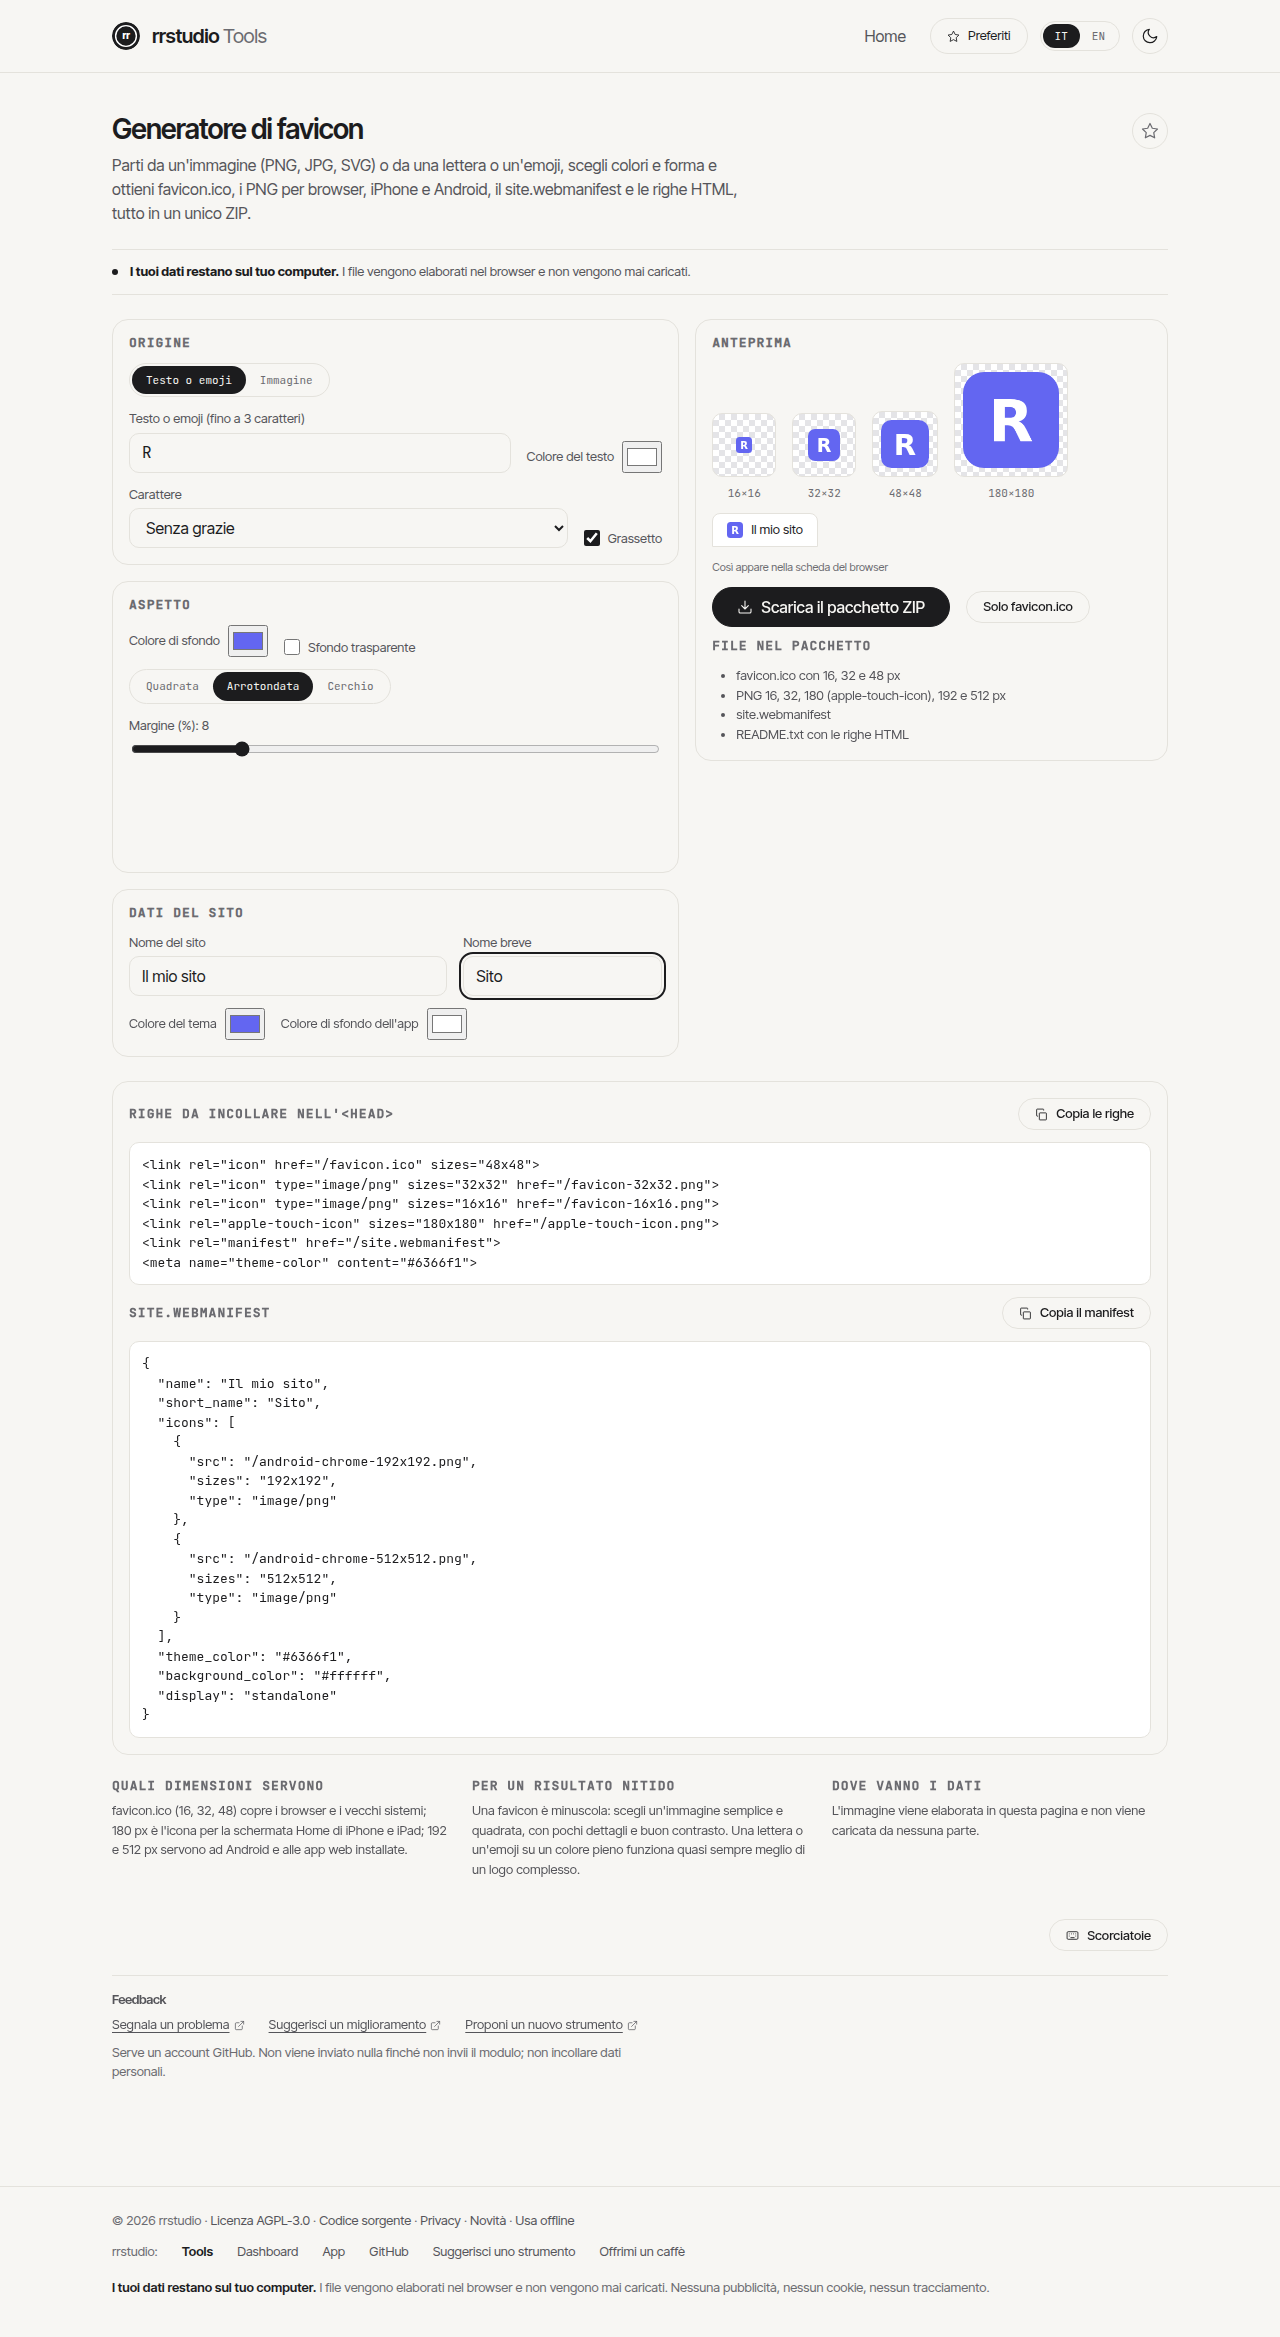 rr rrstudio Tools
Home
Preferiti
IT EN
Generatore di favicon
Parti da un'immagine (PNG, JPG, SVG) o da una lettera o un'emoji, scegli colori e forma e
ottieni favicon.ico, i PNG per browser, iPhone e Android, il site.webmanifest e le righe HTML,
tutto in un unico ZIP.
I tuoi dati restano sul tuo computer. I file vengono elaborati nel browser e non vengono mai caricati.
ORIGINE
Testo o emoji Immagine
Testo o emoji (fino a 3 caratteri)
R
Colore del testo
Carattere
Senza grazie
Grassetto
ASPETTO
Colore di sfondo
Sfondo trasparente
Quadrata Arrotondata Cerchio
Margine (%): 8
DATI DEL SITO
Nome del sito
Il mio sito
Nome breve
Sito
Colore del tema
Colore di sfondo dell'app
ANTEPRIMA
R R R R
16×16 32×32 48×48 180×180
R Il mio sito
Così appare nella scheda del browser
Scarica il pacchetto ZIP
Solo favicon.ico
FILE NEL PACCHETTO
• favicon.ico con 16, 32 e 48 px
• PNG 16, 32, 180 (apple-touch-icon), 192 e 512 px
• site.webmanifest
• README.txt con le righe HTML
RIGHE DA INCOLLARE NELL'<HEAD>
Copia le righe
<link rel="icon" href="/favicon.ico" sizes="48x48">
<link rel="icon" type="image/png" sizes="32x32" href="/favicon-32x32.png">
<link rel="icon" type="image/png" sizes="16x16" href="/favicon-16x16.png">
<link rel="apple-touch-icon" sizes="180x180" href="/apple-touch-icon.png">
<link rel="manifest" href="/site.webmanifest">
<meta name="theme-color" content="#6366f1">
SITE.WEBMANIFEST
Copia il manifest
{
  "name": "Il mio sito",
  "short_name": "Sito",
  "icons": [
    {
      "src": "/android-chrome-192x192.png",
      "sizes": "192x192",
      "type": "image/png"
    },
    {
      "src": "/android-chrome-512x512.png",
      "sizes": "512x512",
      "type": "image/png"
    }
  ],
  "theme_color": "#6366f1",
  "background_color": "#ffffff",
  "display": "standalone"
}
QUALI DIMENSIONI SERVONO
favicon.ico (16, 32, 48) copre i browser e i vecchi sistemi;
180 px è l'icona per la schermata Home di iPhone e iPad; 192
e 512 px servono ad Android e alle app web installate.
PER UN RISULTATO NITIDO
Una favicon è minuscola: scegli un'immagine semplice e
quadrata, con pochi dettagli e buon contrasto. Una lettera o
un'emoji su un colore pieno funziona quasi sempre meglio di
un logo complesso.
DOVE VANNO I DATI
L'immagine viene elaborata in questa pagina e non viene
caricata da nessuna parte.
Scorciatoie
Feedback
Segnala un problema
Suggerisci un miglioramento
Proponi un nuovo strumento
Serve un account GitHub. Non viene inviato nulla finché non invii il modulo; non incollare dati
personali.
© 2026 rrstudio · Licenza AGPL-3.0 · Codice sorgente · Privacy · Novità · Usa offline
rrstudio: Tools Dashboard App GitHub Suggerisci uno strumento Offrimi un caffè
I tuoi dati restano sul tuo computer. I file vengono elaborati nel browser e non vengono mai caricati. Nessuna pubblicità, nessun cookie, nessun tracciamento.